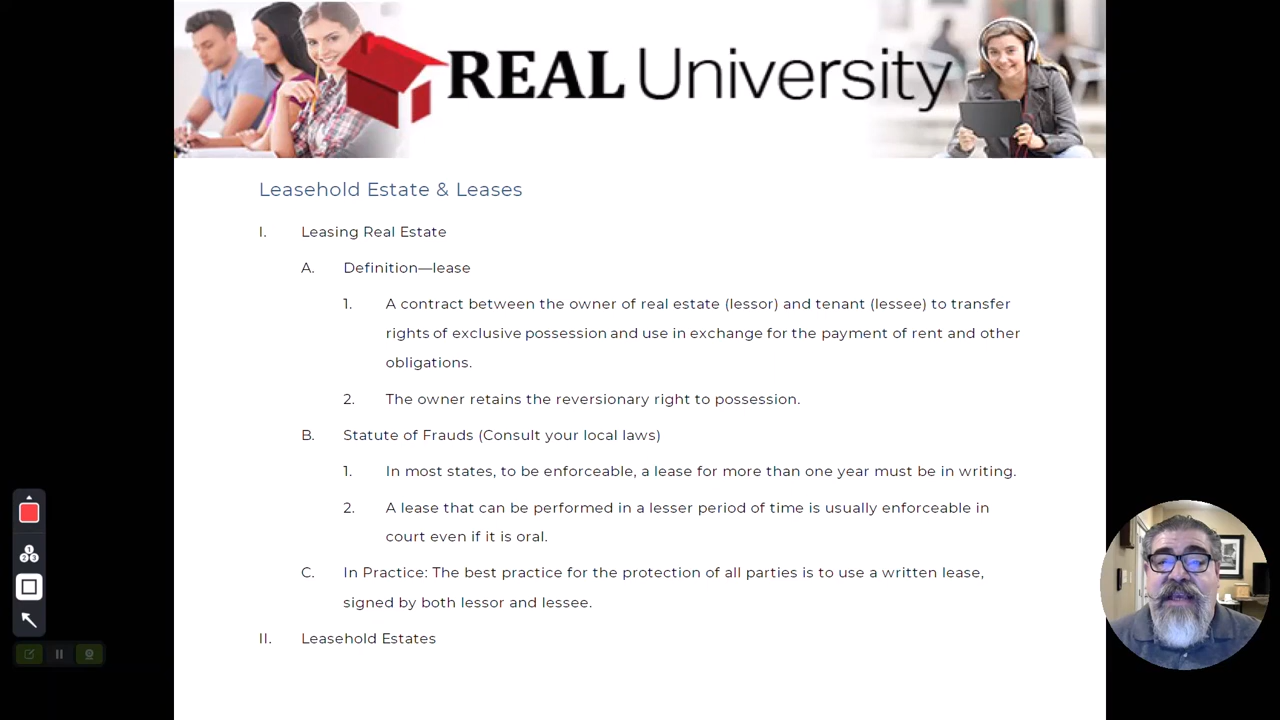 REAL University
Leasehold Estate & Leases
I. Leasing Real Estate
A. Definition—lease
1. A contract between the owner of real estate (lessor) and tenant (lessee) to transfer
rights of exclusive possession and use in exchange for the payment of rent and other
obligations.
2. The owner retains the reversionary right to possession.
B. Statute of Frauds (Consult your local laws)
1. In most states, to be enforceable, a lease for more than one year must be in writing.
2. A lease that can be performed in a lesser period of time is usually enforceable in
court even if it is oral.
C. In Practice: The best practice for the protection of all parties is to use a written lease,
signed by both lessor and lessee.
II. Leasehold Estates